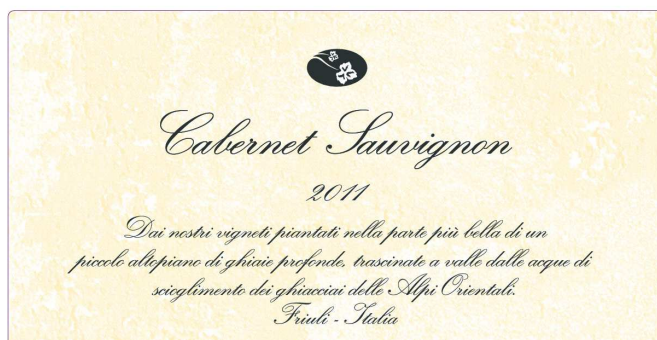 Cabernet Sauvignon
2011
Dai nostri vigneti piantati nella parte più bella di un
piccolo altopiano di ghiaie profonde, trascinate a valle dalle acque di
scioglimento dei ghiacciai delle Alpi Orientali.
Friuli - Italia